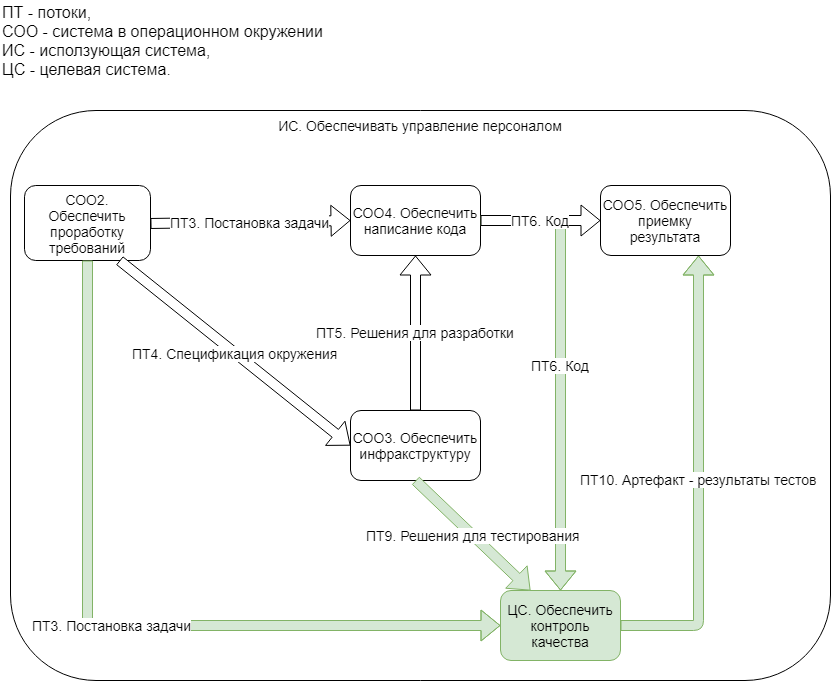 ПТ - потоки,
СОО - система в операционном окружении
ИС - исползующая система,
ЦС - целевая система.
ИС. Обеспечивать управление персоналом
СОО2.
Обеспечить
проработку
требований
ПТ3. Постановка задачи
СОО4. Обеспечить
написание кода
ПТ6. Код
СОО5. Обеспечить
приемку
результата
ПТ5. Решения для разработки
ПТ4. Спецификация окружения
ПТ6. Код
СОО3. Обеспечить
инфракструктуру
ПТ10. Артефакт - результаты тестов
ПТ9. Решения для тестирования
ЦС. Обеспечить
контроль
качества
ПТ3. Постановка задачи